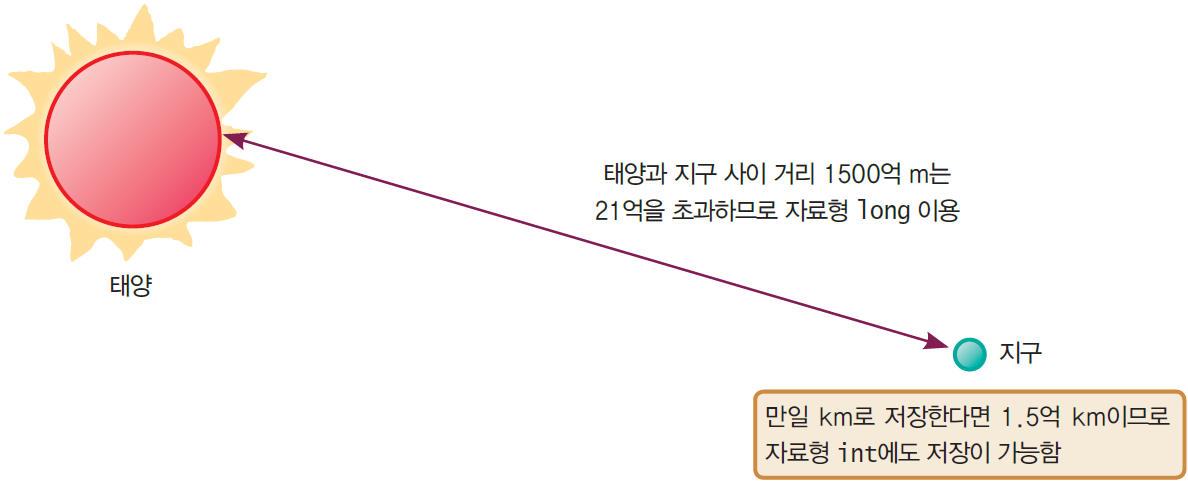 태양과 지구 사이 거리 1500억 m는
21억을 초과하므로 자료형 long 이용
태양
지구
만일 km로 저장한다면 1.5억 km이므로
자료형 int에도 저장이 가능함